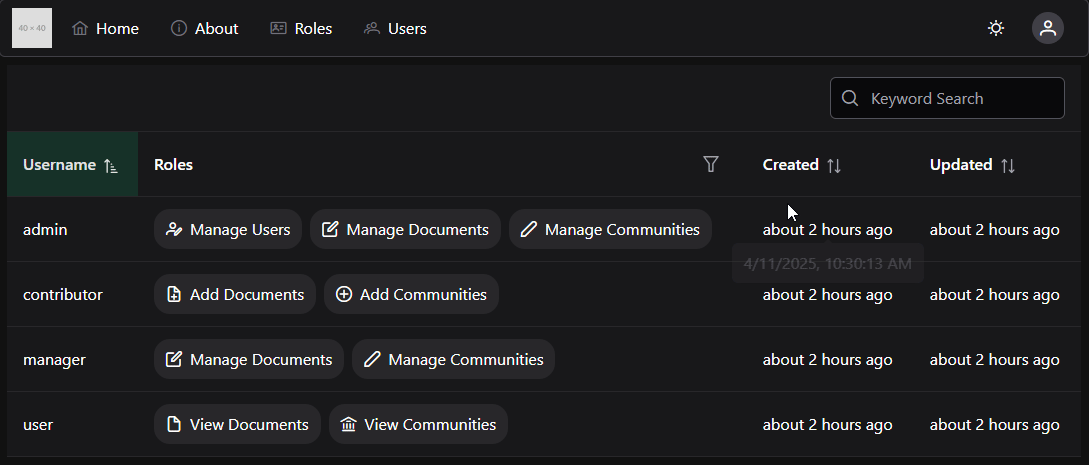 40 × 40 Home About Roles Users
Keyword Search
Username Roles Created Updated
admin Manage Users Manage Documents Manage Communities about 2 hours ago about 2 hours ago
4/11/2025, 10:30:13 AM
contributor Add Documents Add Communities about 2 hours ago about 2 hours ago
manager Manage Documents Manage Communities about 2 hours ago about 2 hours ago
user View Documents View Communities about 2 hours ago about 2 hours ago